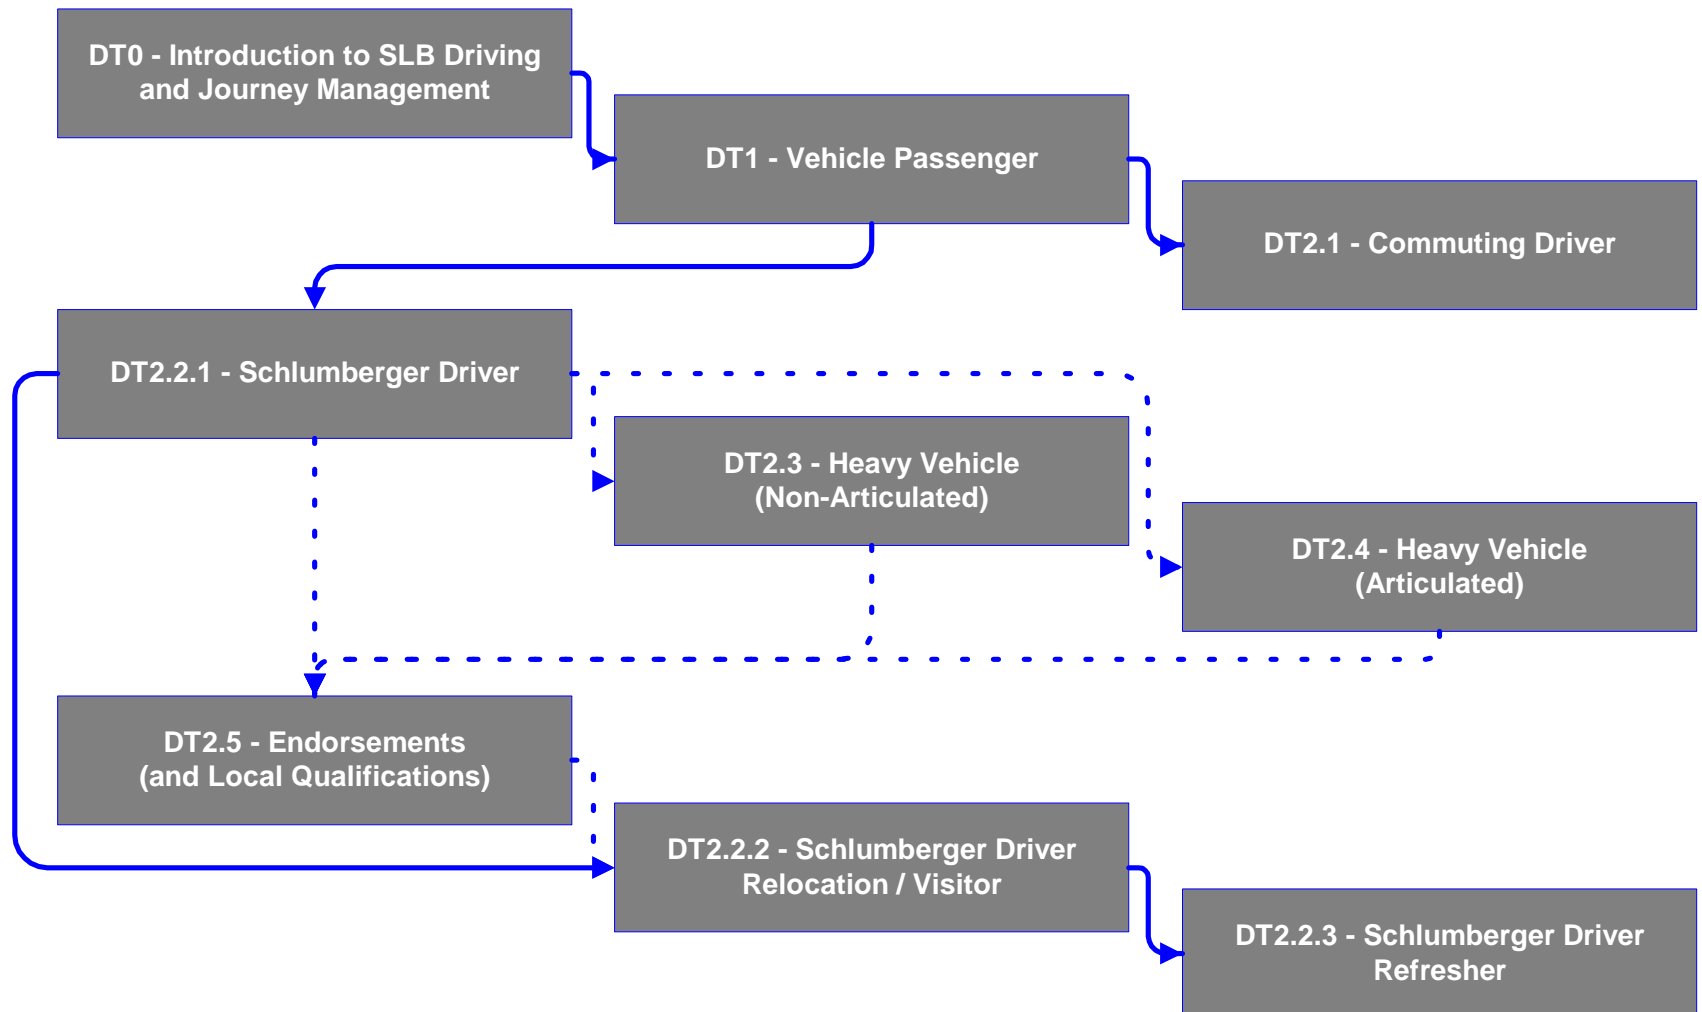 DT0 - Introduction to SLB Driving
and Journey Management
DT1 - Vehicle Passenger
DT2.1 - Commuting Driver
DT2.2.1 - Schlumberger Driver
DT2.3 - Heavy Vehicle
(Non-Articulated)
DT2.4 - Heavy Vehicle
(Articulated)
DT2.5 - Endorsements
(and Local Qualifications)
DT2.2.2 - Schlumberger Driver
Relocation / Visitor
DT2.2.3 - Schlumberger Driver
Refresher